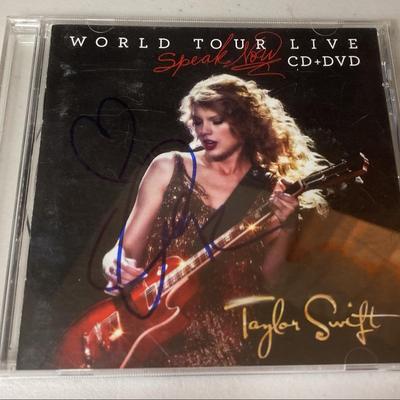 WORLD TOUR LIVE
Speak Now CD+DVD
Taylor Swift